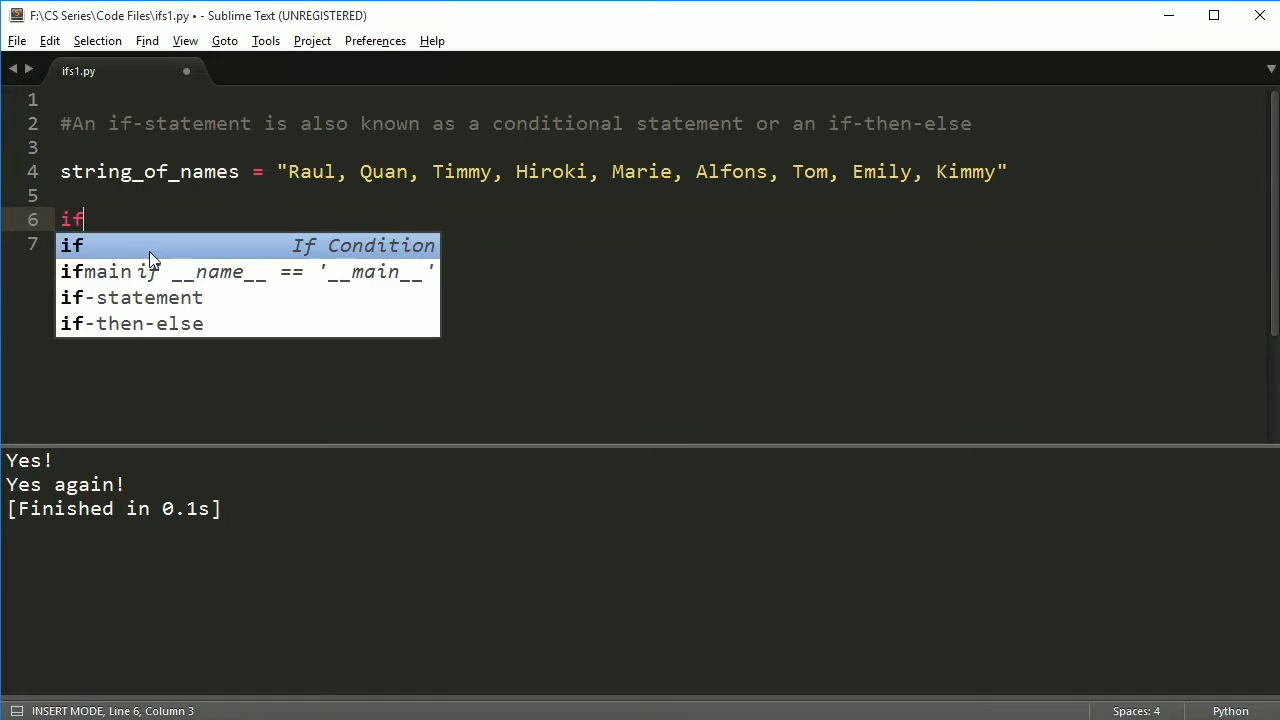 F:\CS Series\Code Files\ifs1.py • - Sublime Text (UNREGISTERED)
File Edit Selection Find View Goto Tools Project Preferences Help
ifs1.py
1
2 #An if-statement is also known as a conditional statement or an if-then-else
3
4 string_of_names = "Raul, Quan, Timmy, Hiroki, Marie, Alfons, Tom, Emily, Kimmy"
5
6 if
7
if If Condition
ifmain if __name__ == '__main__'
if-statement
if-then-else
Yes!
Yes again!
[Finished in 0.1s]
INSERT MODE, Line 6, Column 3 Spaces: 4 Python